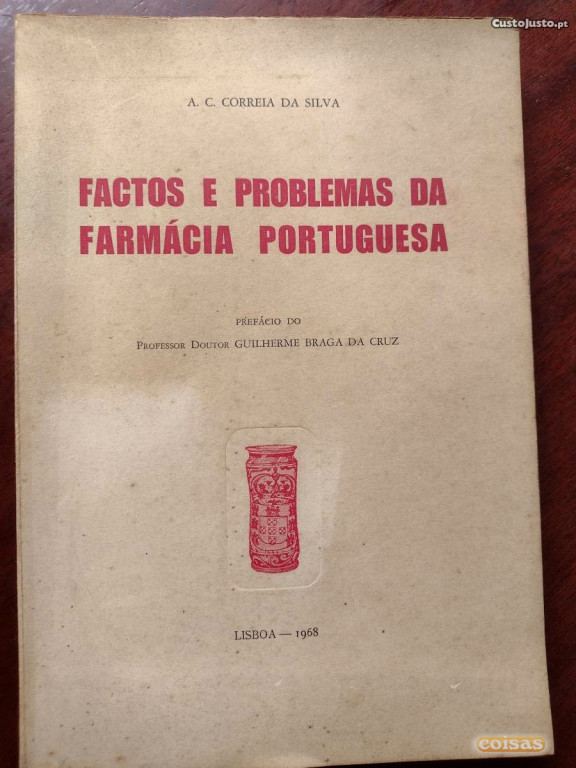 CustoJusto.pt
A. C. CORREIA DA SILVA
FACTOS E PROBLEMAS DA
FARMÁCIA PORTUGUESA
PREFÁCIO DO
PROFESSOR DOUTOR GUILHERME BRAGA DA CRUZ
LISBOA — 1968
coisas